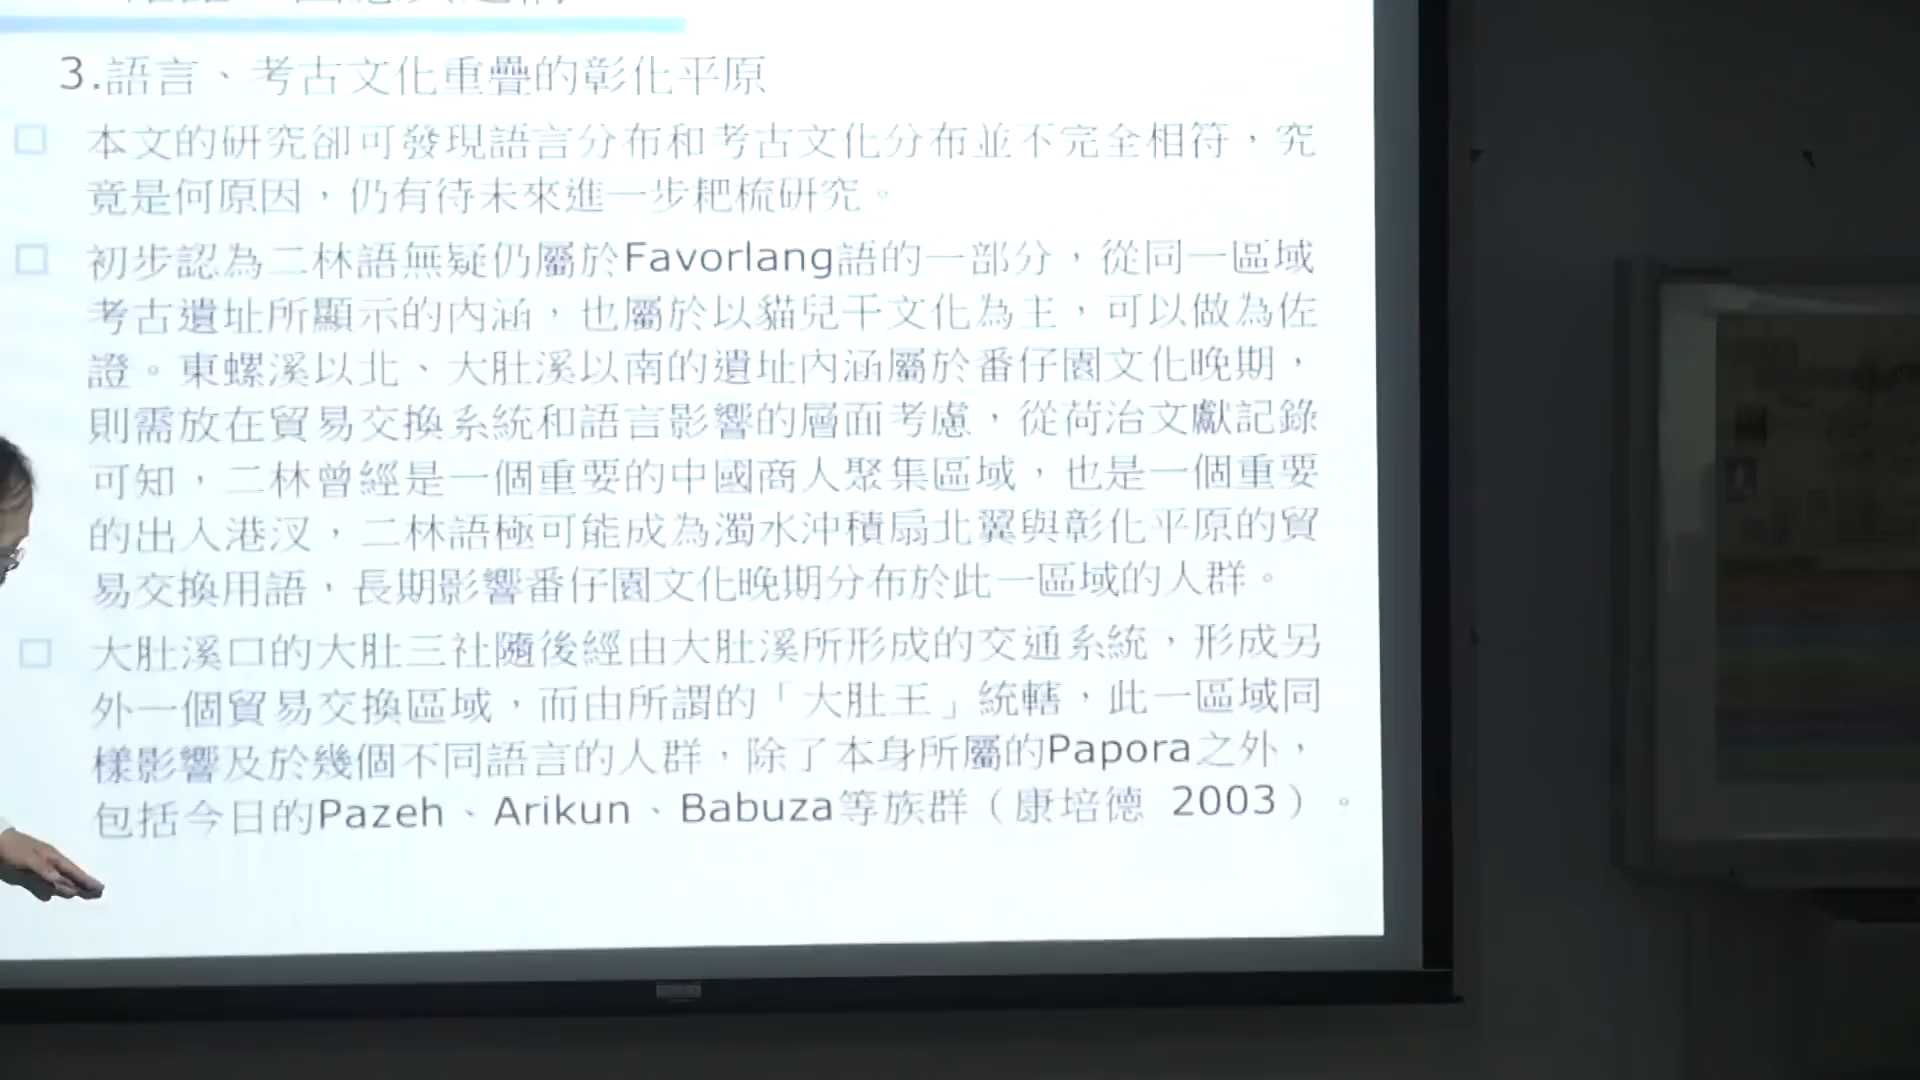 3.語言、考古文化重疊的彰化平原
本文的研究卻可發現語言分布和考古文化分布並不完全相符，究
竟是何原因，仍有待未來進一步耙梳研究。
初步認為二林語無疑仍屬於Favorlang語的一部分，從同一區域
考古遺址所顯示的內涵，也屬於以貓兒干文化為主，可以做為佐
證。東螺溪以北、大肚溪以南的遺址內涵屬於番仔園文化晚期，
則需放在貿易交換系統和語言影響的層面考慮，從荷治文獻記錄
可知，二林曾經是一個重要的中國商人聚集區域，也是一個重要
的出入港汊，二林語極可能成為濁水沖積扇北翼與彰化平原的貿
易交換用語，長期影響番仔園文化晚期分布於此一區域的人群。
大肚溪口的大肚三社隨後經由大肚溪所形成的交通系統，形成另
外一個貿易交換區域，而由所謂的「大肚王」統轄，此一區域同
樣影響及於幾個不同語言的人群，除了本身所屬的Papora之外，
包括今日的Pazeh、Arikun、Babuza等族群（康培德 2003）。